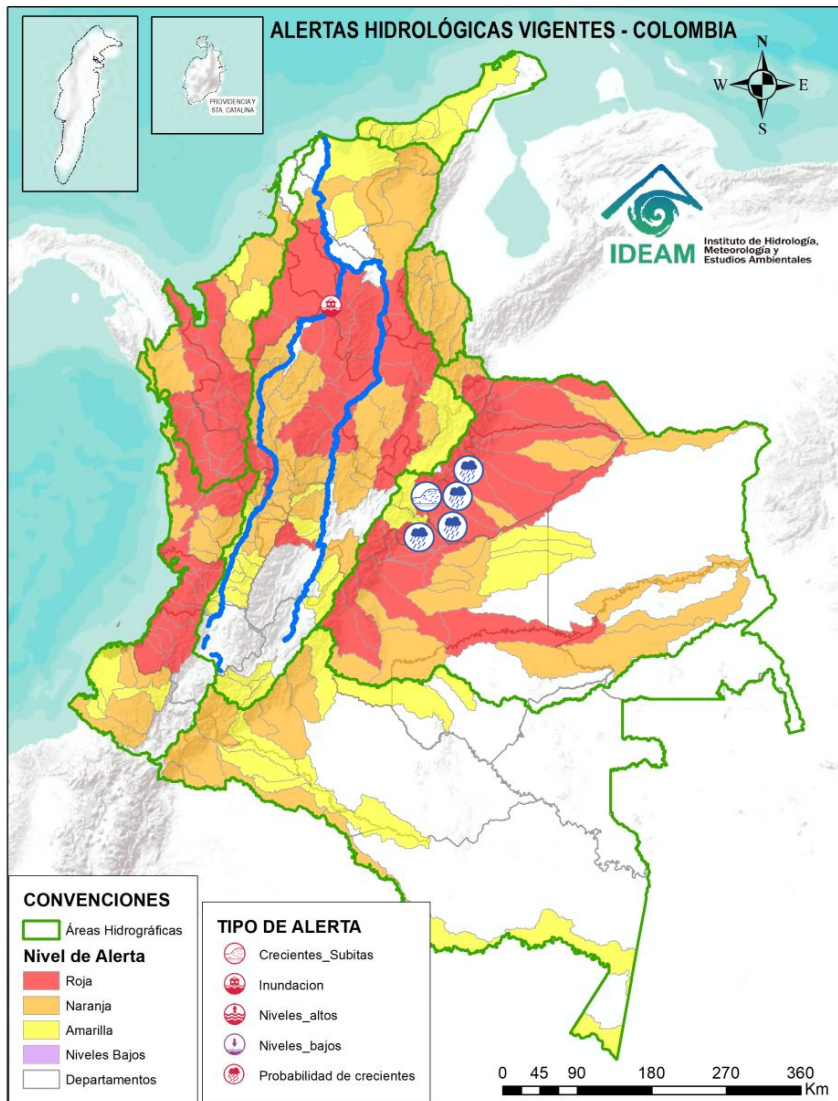 ALERTAS HIDROLÓGICAS VIGENTES - COLOMBIA
PROVIDENCIA Y
STA. CATALINA
N
W E
S
IDEAM
Instituto de Hidrología,
Meteorología y
Estudios Ambientales
CONVENCIONES
Áreas Hidrográficas
Nivel de Alerta
Roja
Naranja
Amarilla
Niveles Bajos
Departamentos
TIPO DE ALERTA
Crecientes_Subitas
Inundacion
Niveles_altos
Niveles_bajos
Probabilidad de crecientes
0 45 90 180 270 360
Km